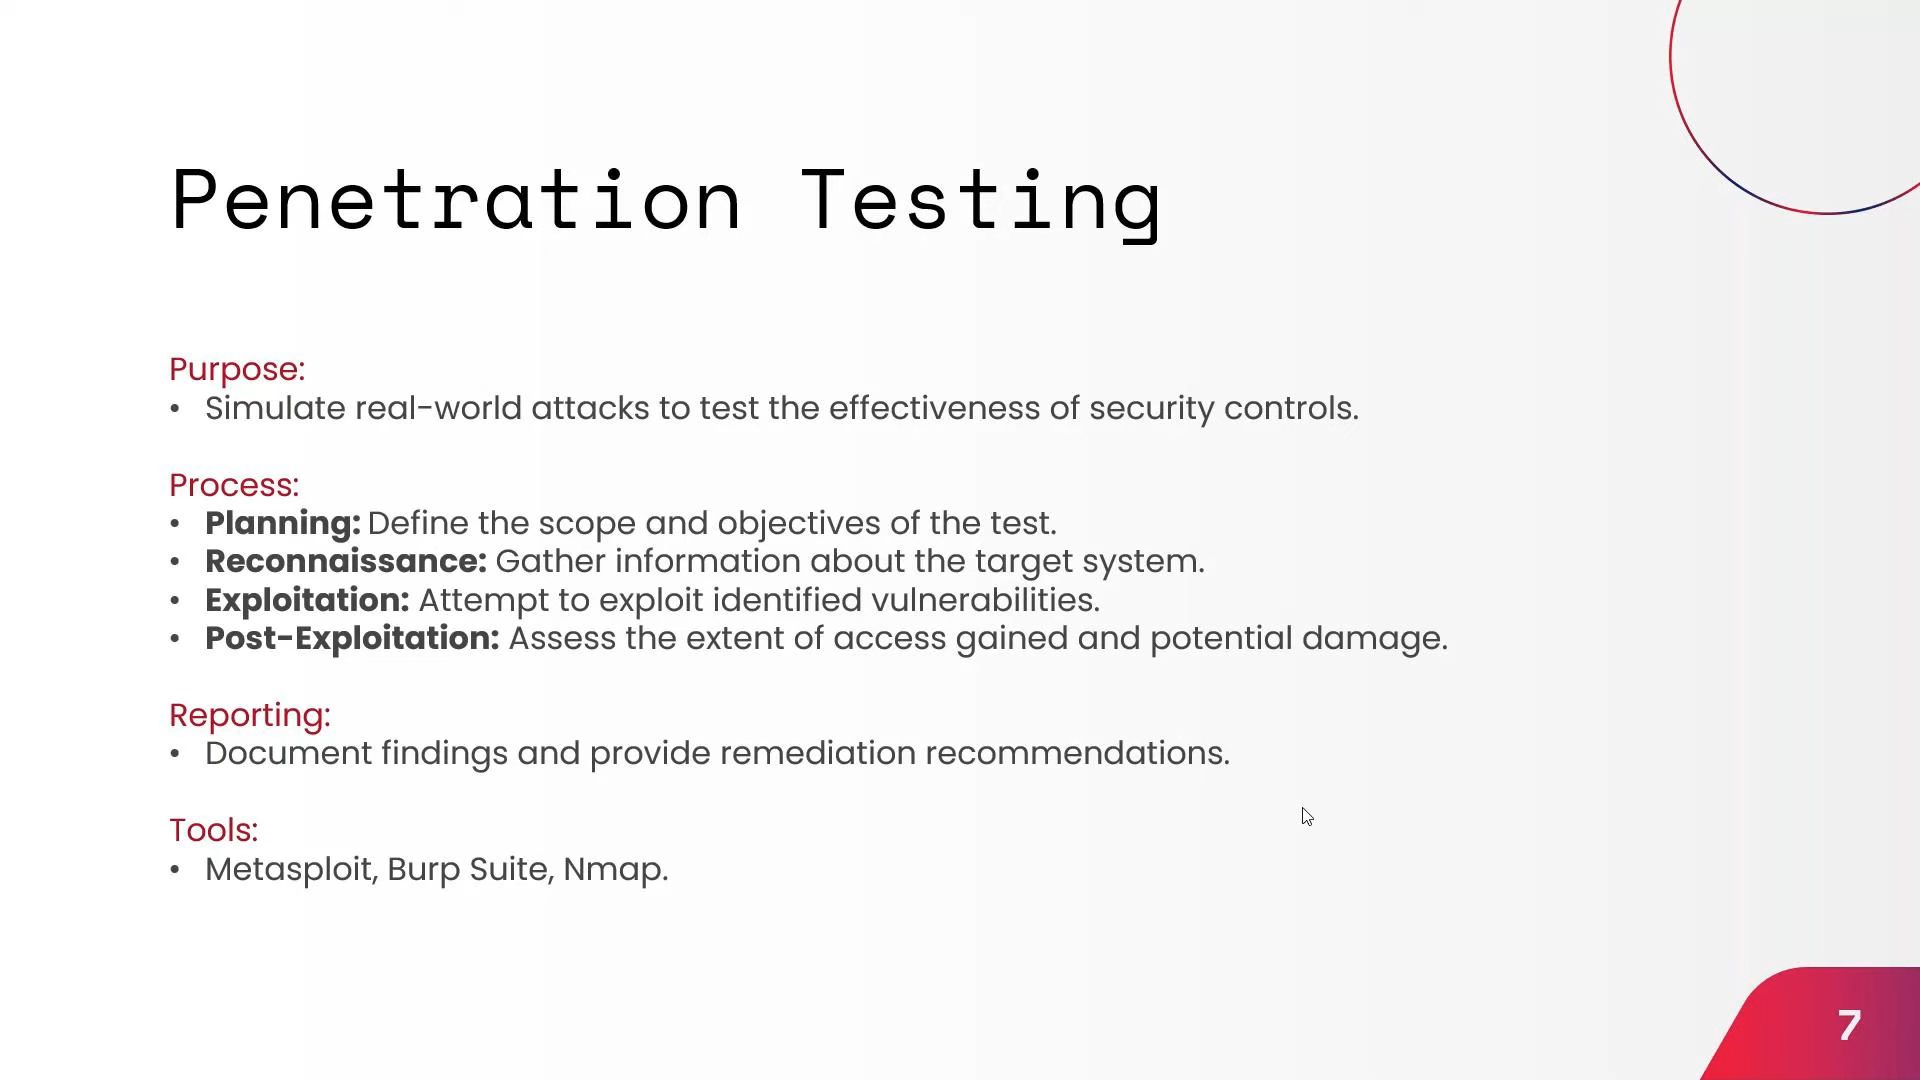 Penetration Testing
Purpose:
• Simulate real-world attacks to test the effectiveness of security controls.
Process:
• Planning: Define the scope and objectives of the test.
• Reconnaissance: Gather information about the target system.
• Exploitation: Attempt to exploit identified vulnerabilities.
• Post-Exploitation: Assess the extent of access gained and potential damage.
Reporting:
• Document findings and provide remediation recommendations.
Tools:
• Metasploit, Burp Suite, Nmap.
7